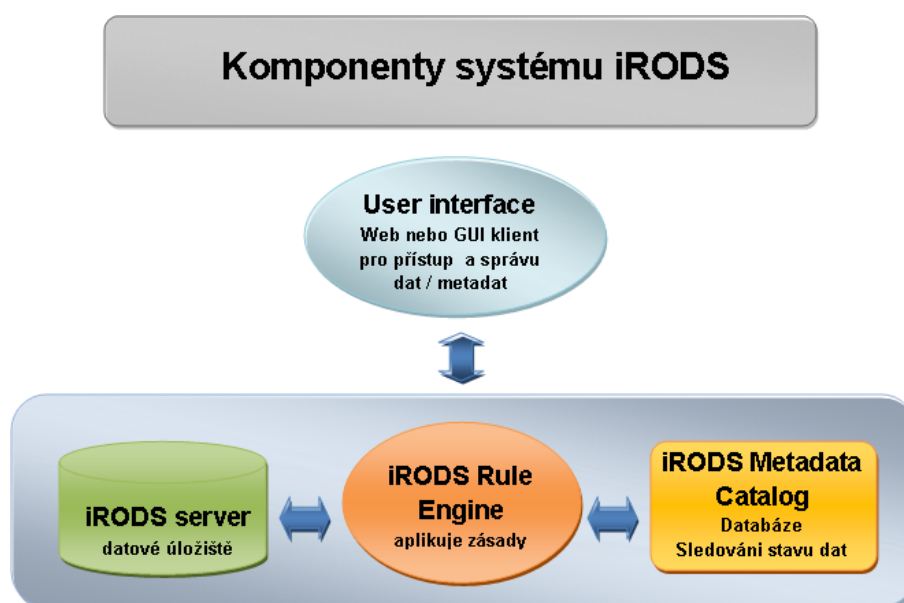 Komponenty systému iRODS
User interface
Web nebo GUI klient
pro přístup a správu
dat / metadat
iRODS server
datové úložiště
iRODS Rule
Engine
aplikuje zásady
iRODS Metadata
Catalog
Databáze
Sledováni stavu dat